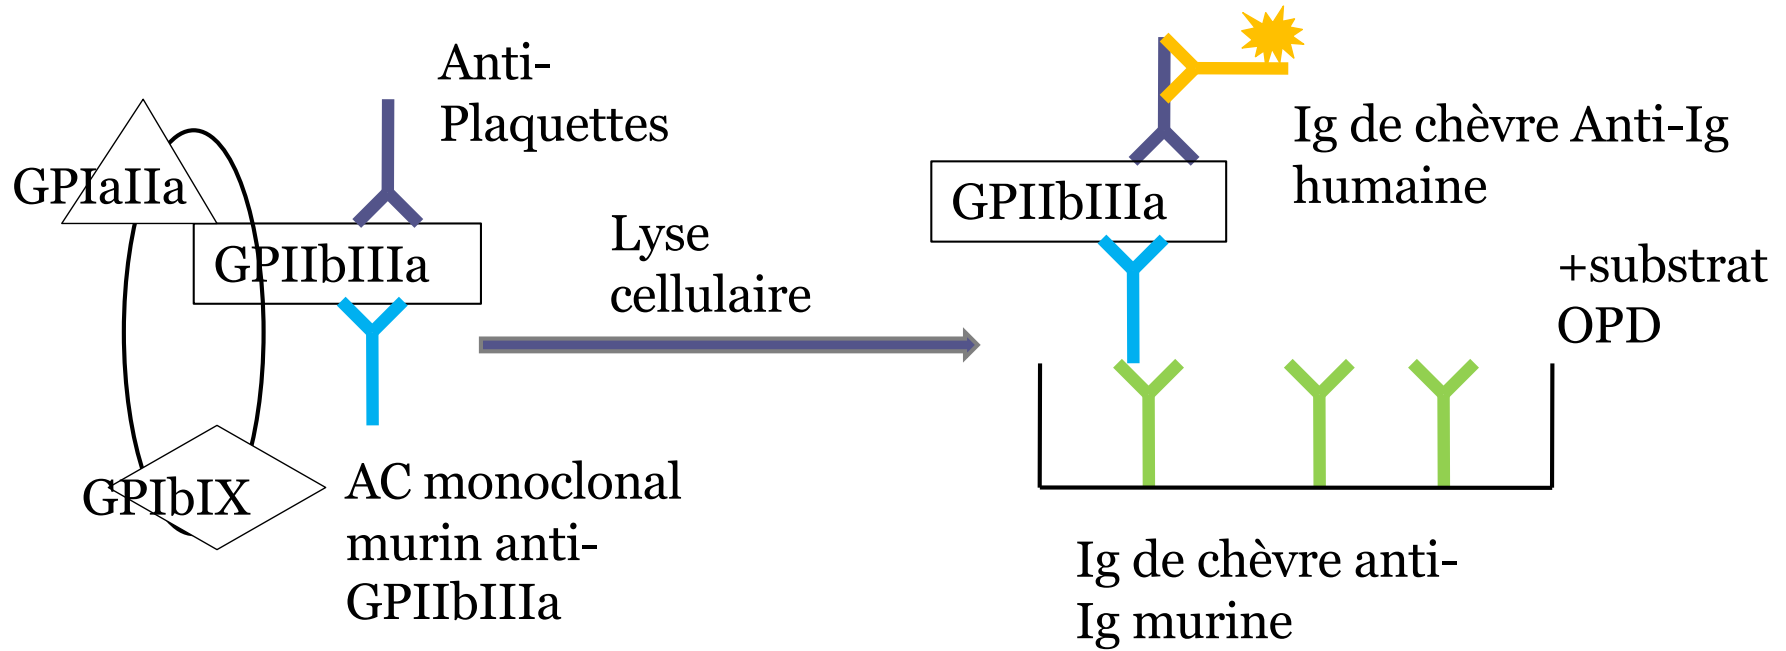 Anti-
Plaquettes
GPIaIIa
GPIIbIIIa
GPIbIX
AC monoclonal
murin anti-
GPIIbIIIa
Lyse
cellulaire
Ig de chèvre Anti-Ig
humaine
GPIIbIIIa
+substrat
OPD
Ig de chèvre anti-
Ig murine